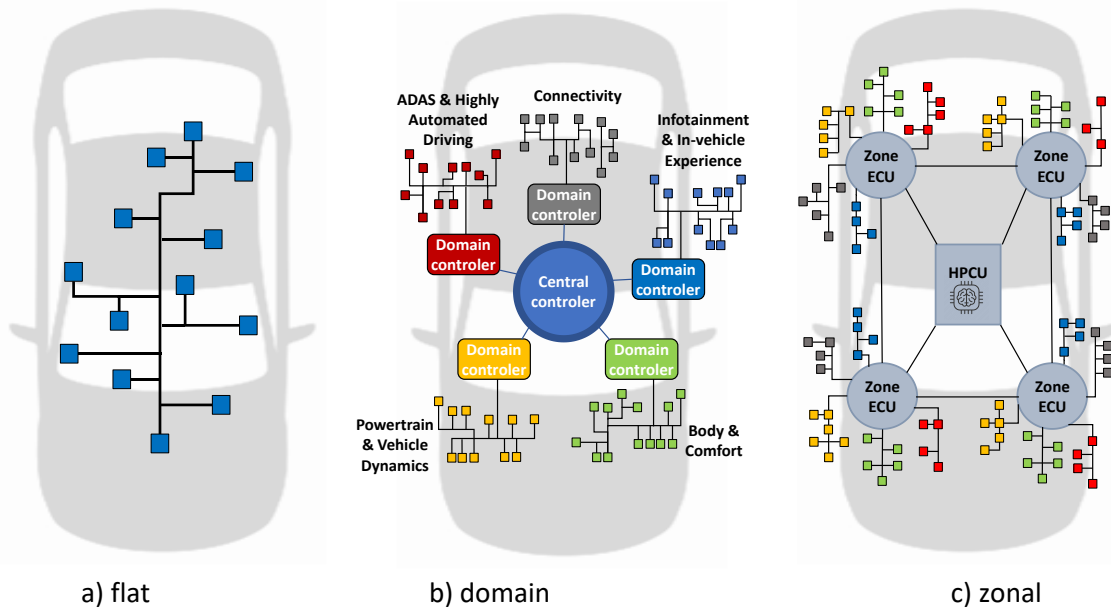 ADAS & Highly
Automated
Driving
Connectivity
Infotainment
& In-vehicle
Experience
Domain
controler
Domain
controler
Domain
controler
Central
controler
Domain
controler
Domain
controler
Powertrain
& Vehicle
Dynamics
Body &
Comfort
Zone
ECU
Zone
ECU
HPCU
Zone
ECU
Zone
ECU
a) flat
b) domain
c) zonal